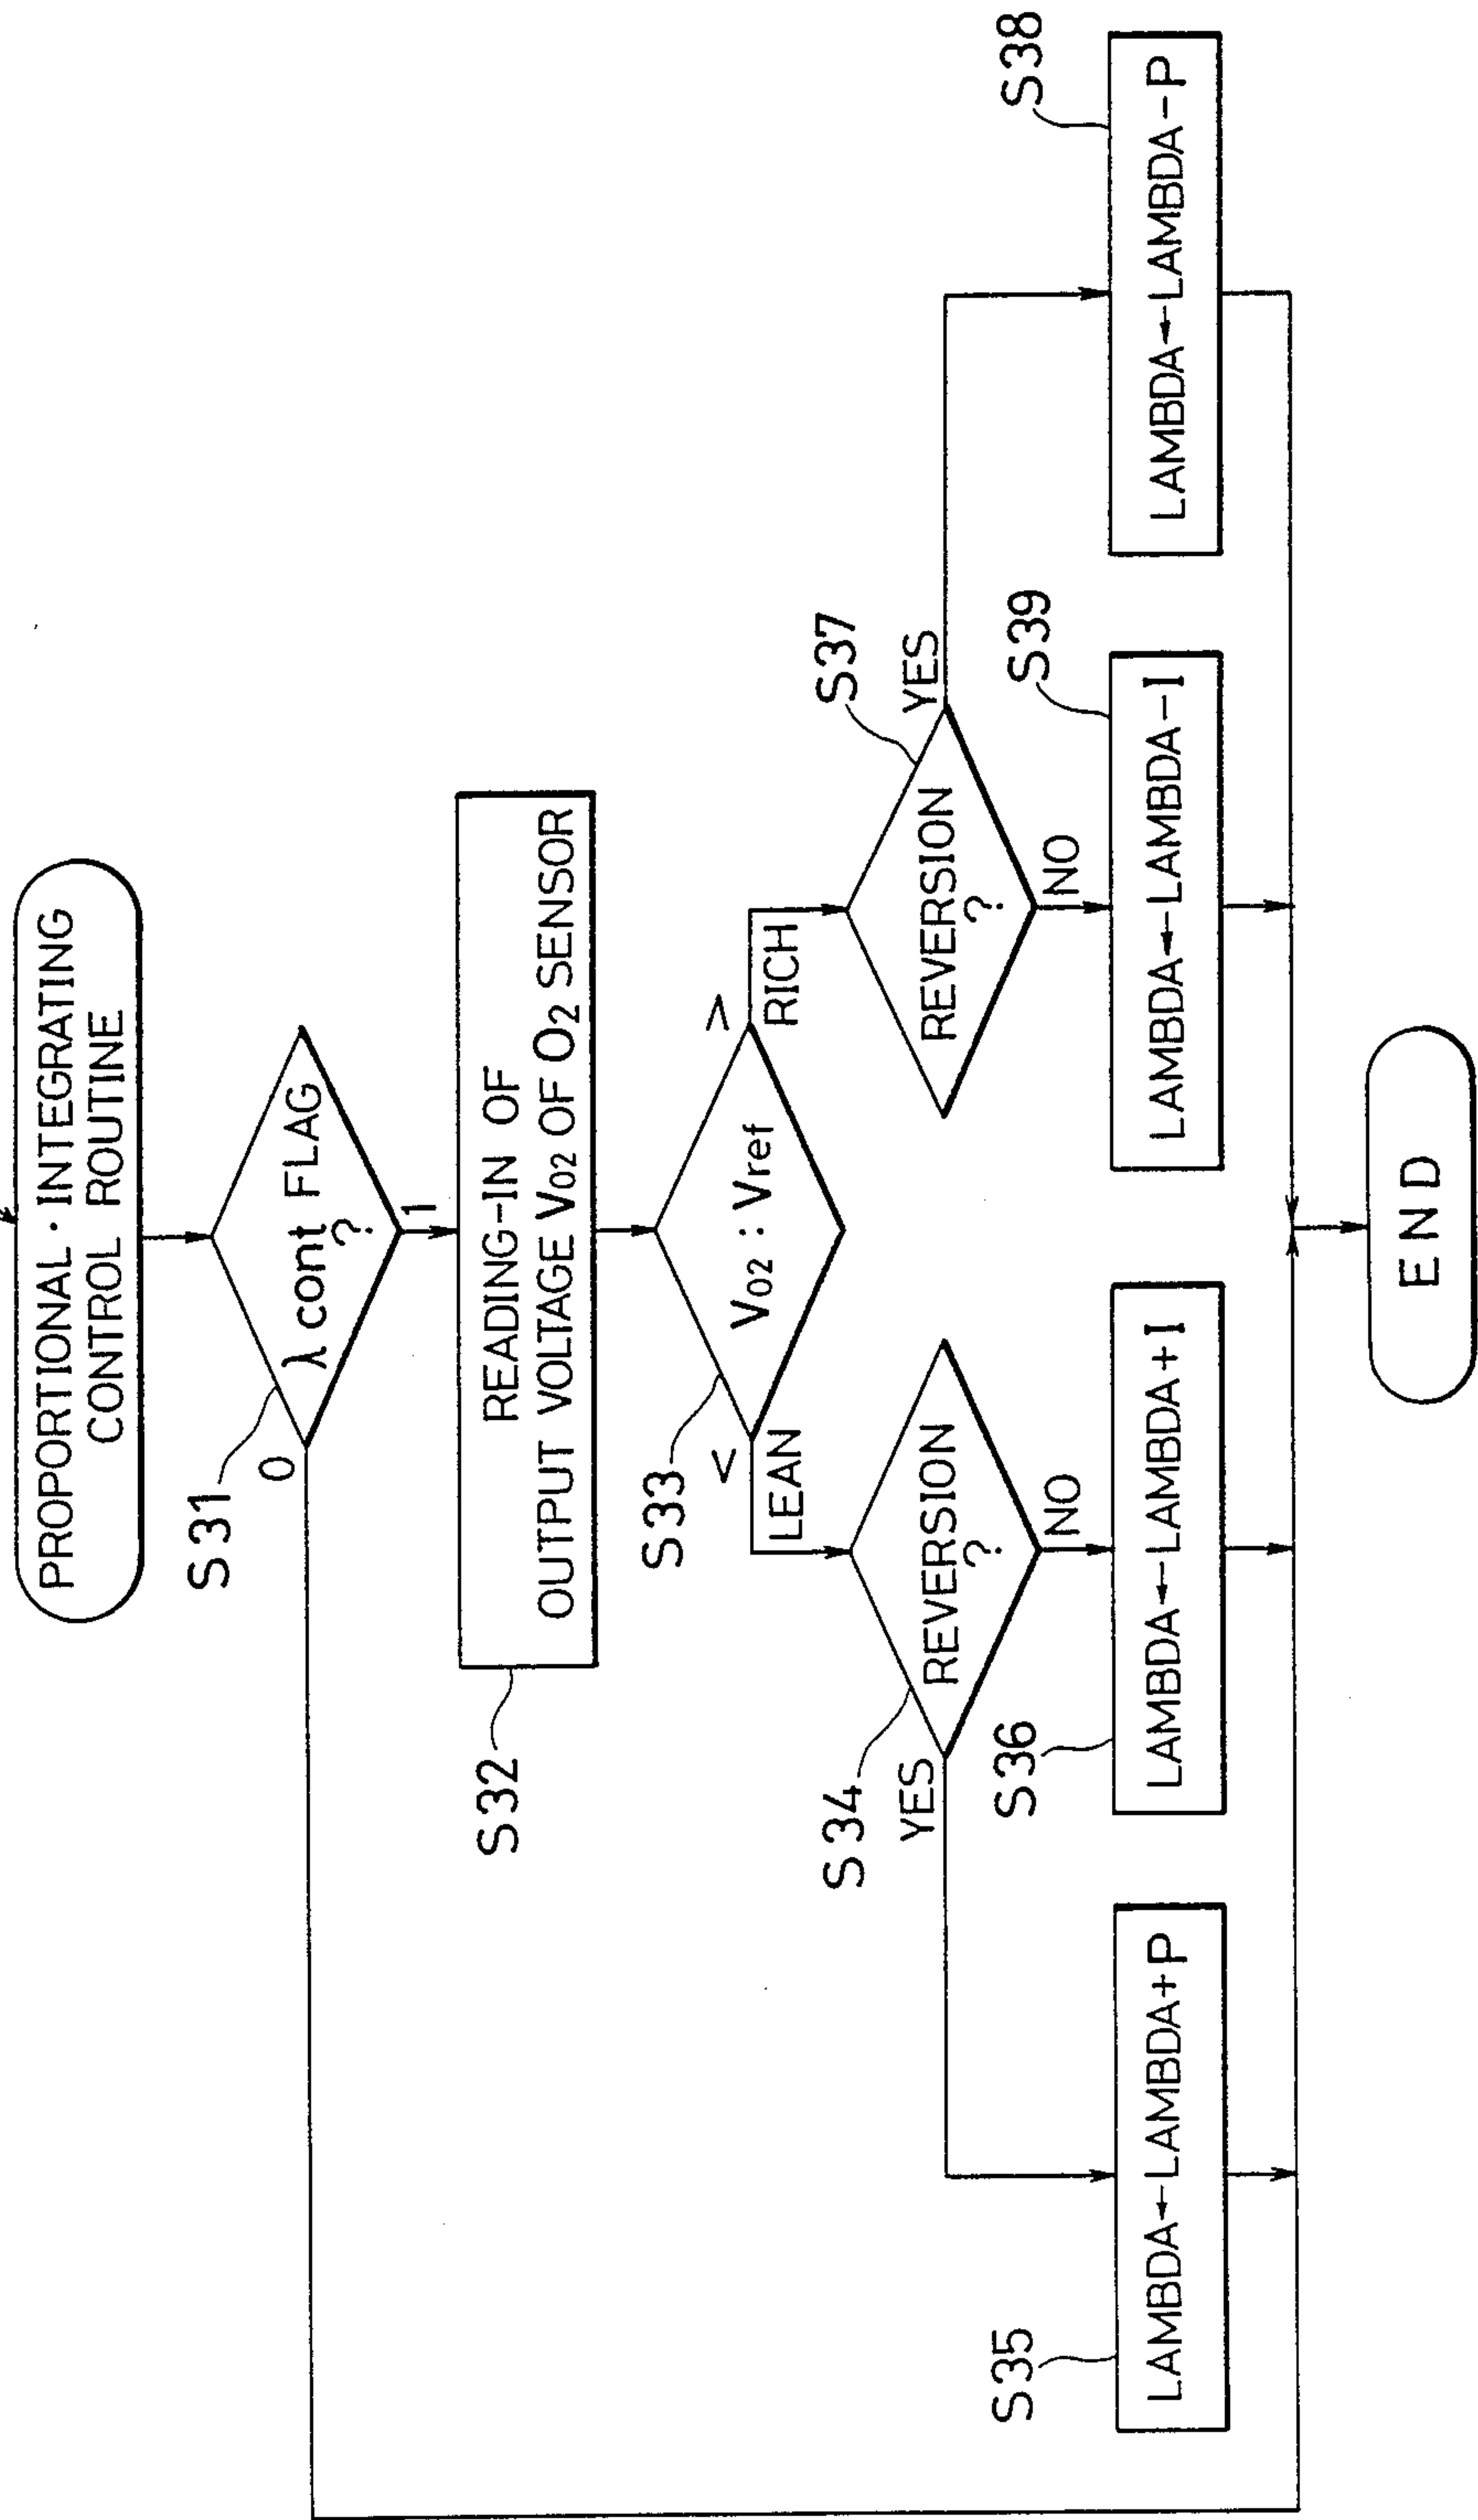 PROPORTIONAL · INTEGRATING
CONTROL ROUTINE
S31
λ cont FLAG
?
0
1
S32
READING-IN OF
OUTPUT VOLTAGE V02 OF O2 SENSOR
S33
V02 : Vref
<
LEAN
>
RICH
S34
REVERSION
?
YES
NO
S37
REVERSION
?
YES
NO
S35
LAMBDA←LAMBDA+P
S36
LAMBDA←LAMBDA+I
S39
LAMBDA←LAMBDA-I
S38
LAMBDA←LAMBDA-P
END